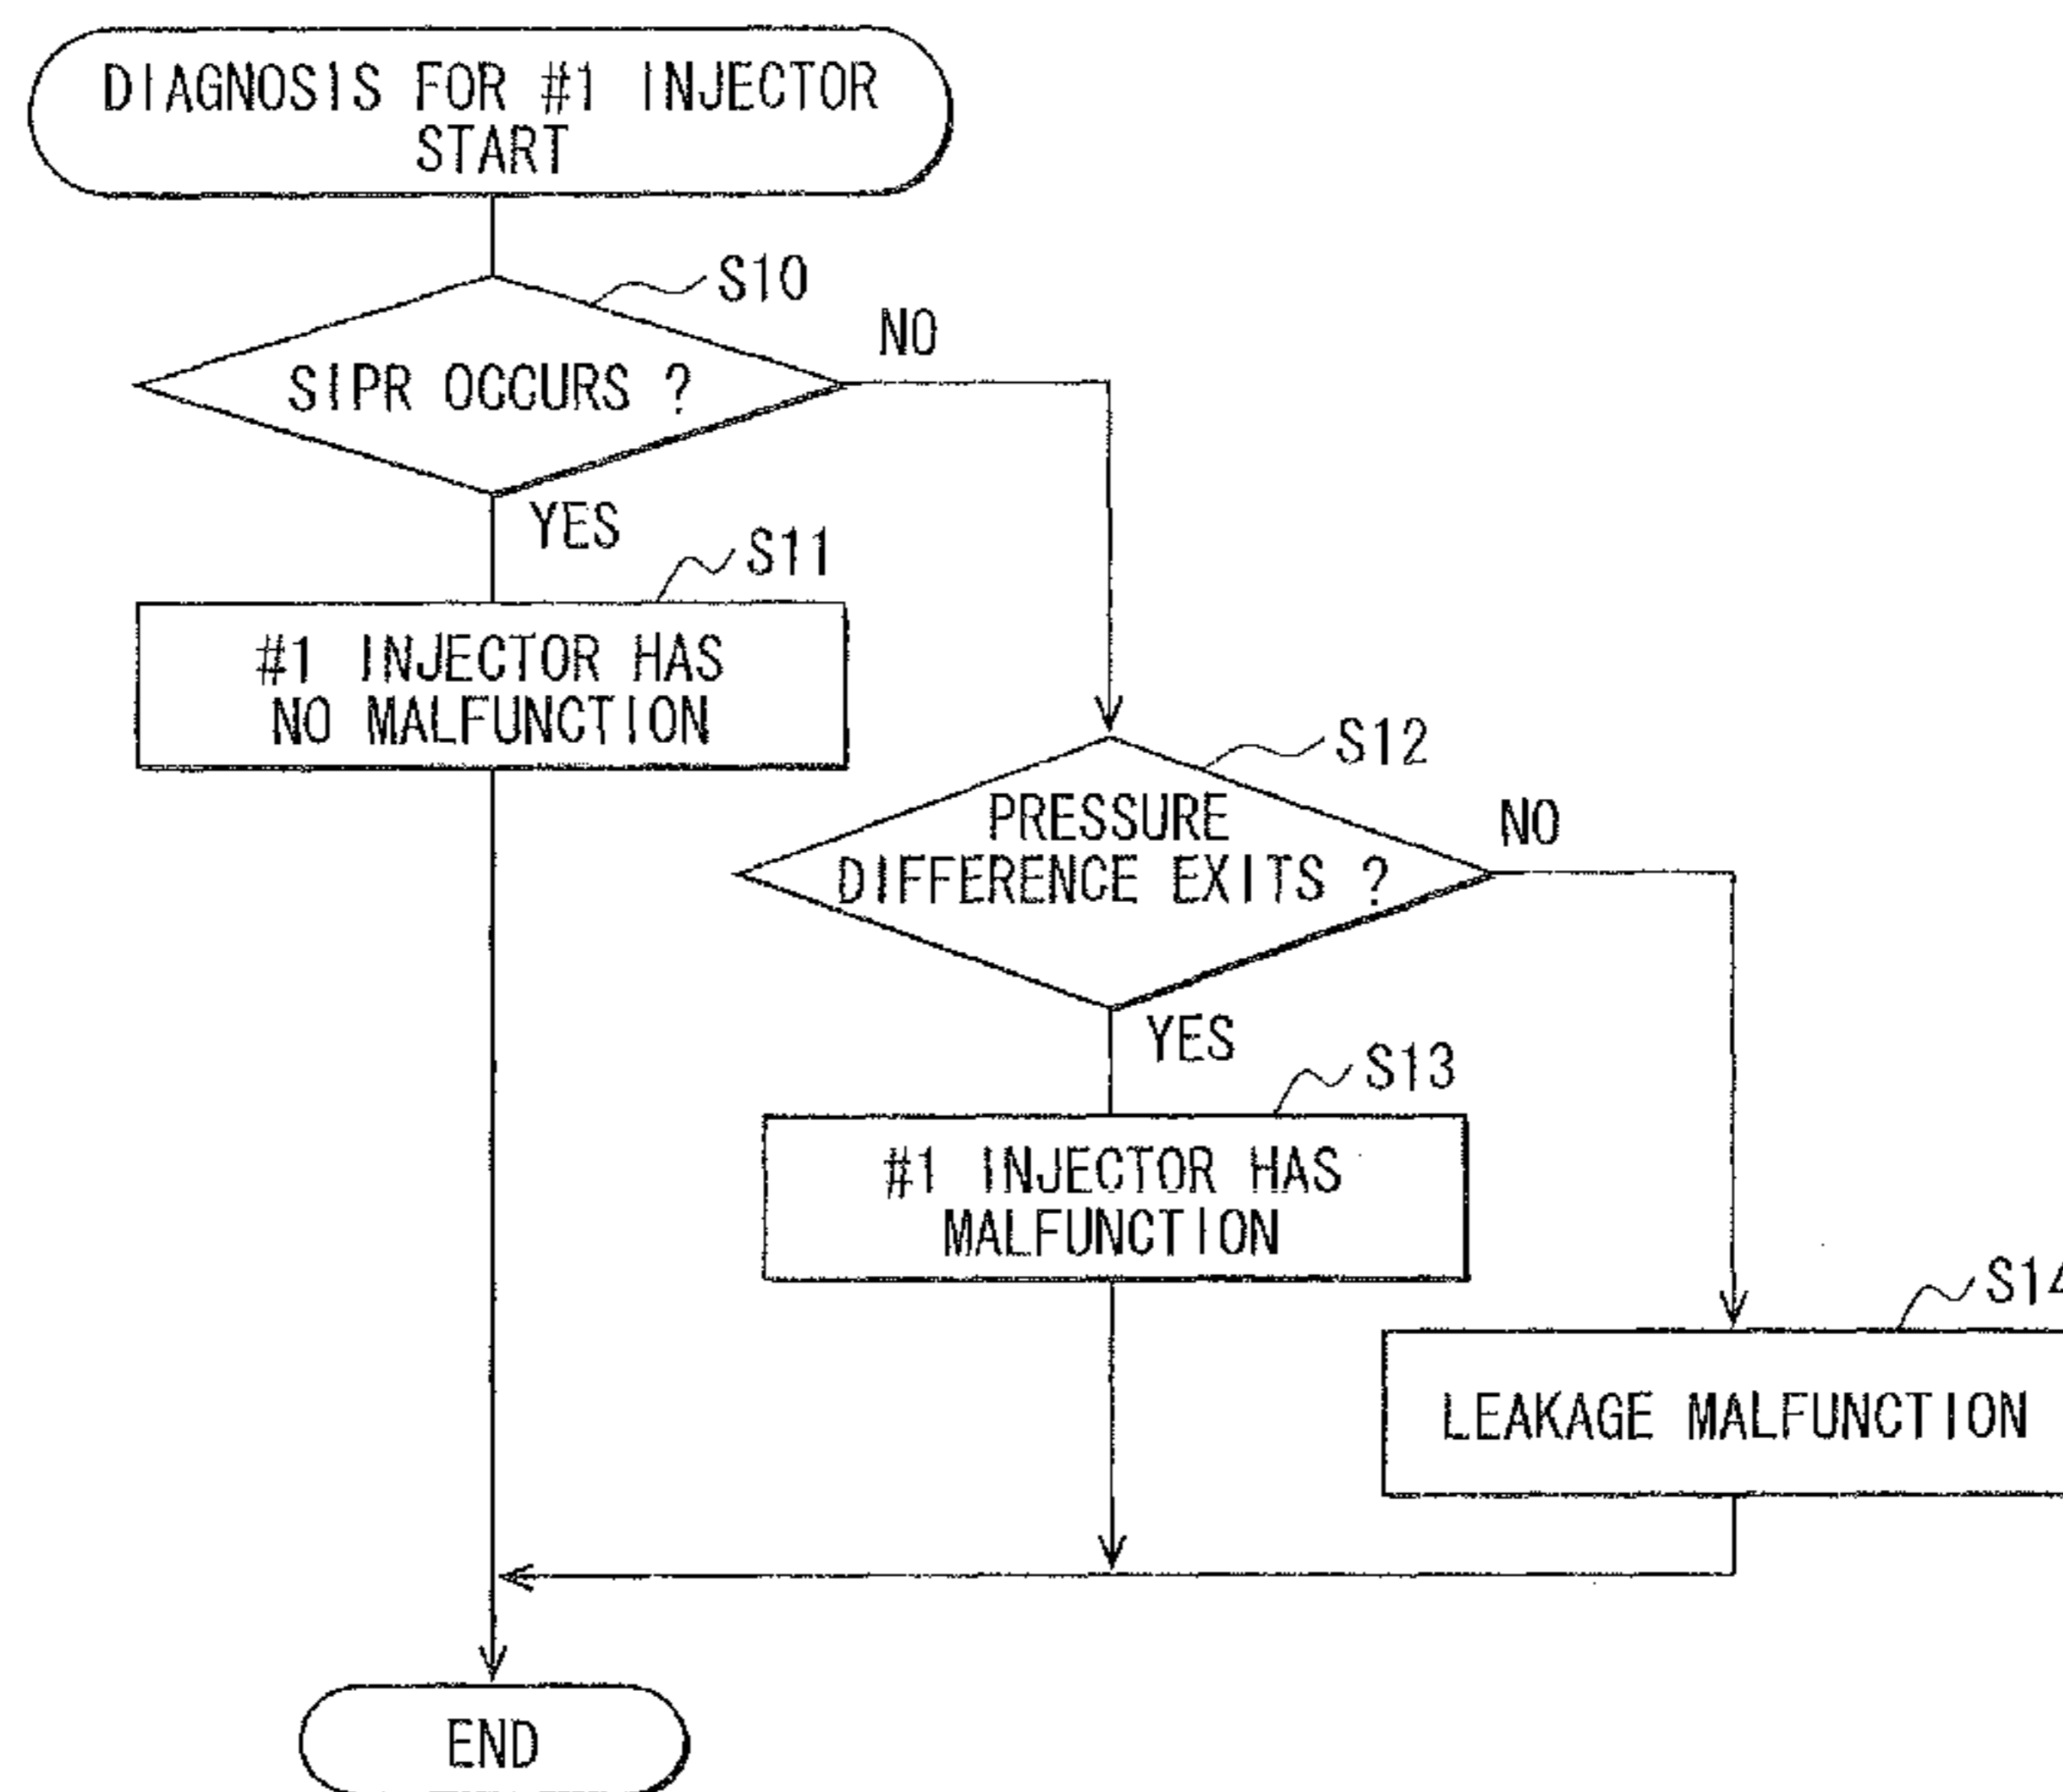 DIAGNOSIS FOR #1 INJECTOR
START
S10
NO
SIPR OCCURS ?
YES
S11
#1 INJECTOR HAS
NO MALFUNCTION
S12
PRESSURE
NO
DIFFERENCE EXITS ?
YES
S13
#1 INJECTOR HAS
MALFUNCTION
S14
LEAKAGE MALFUNCTION
END